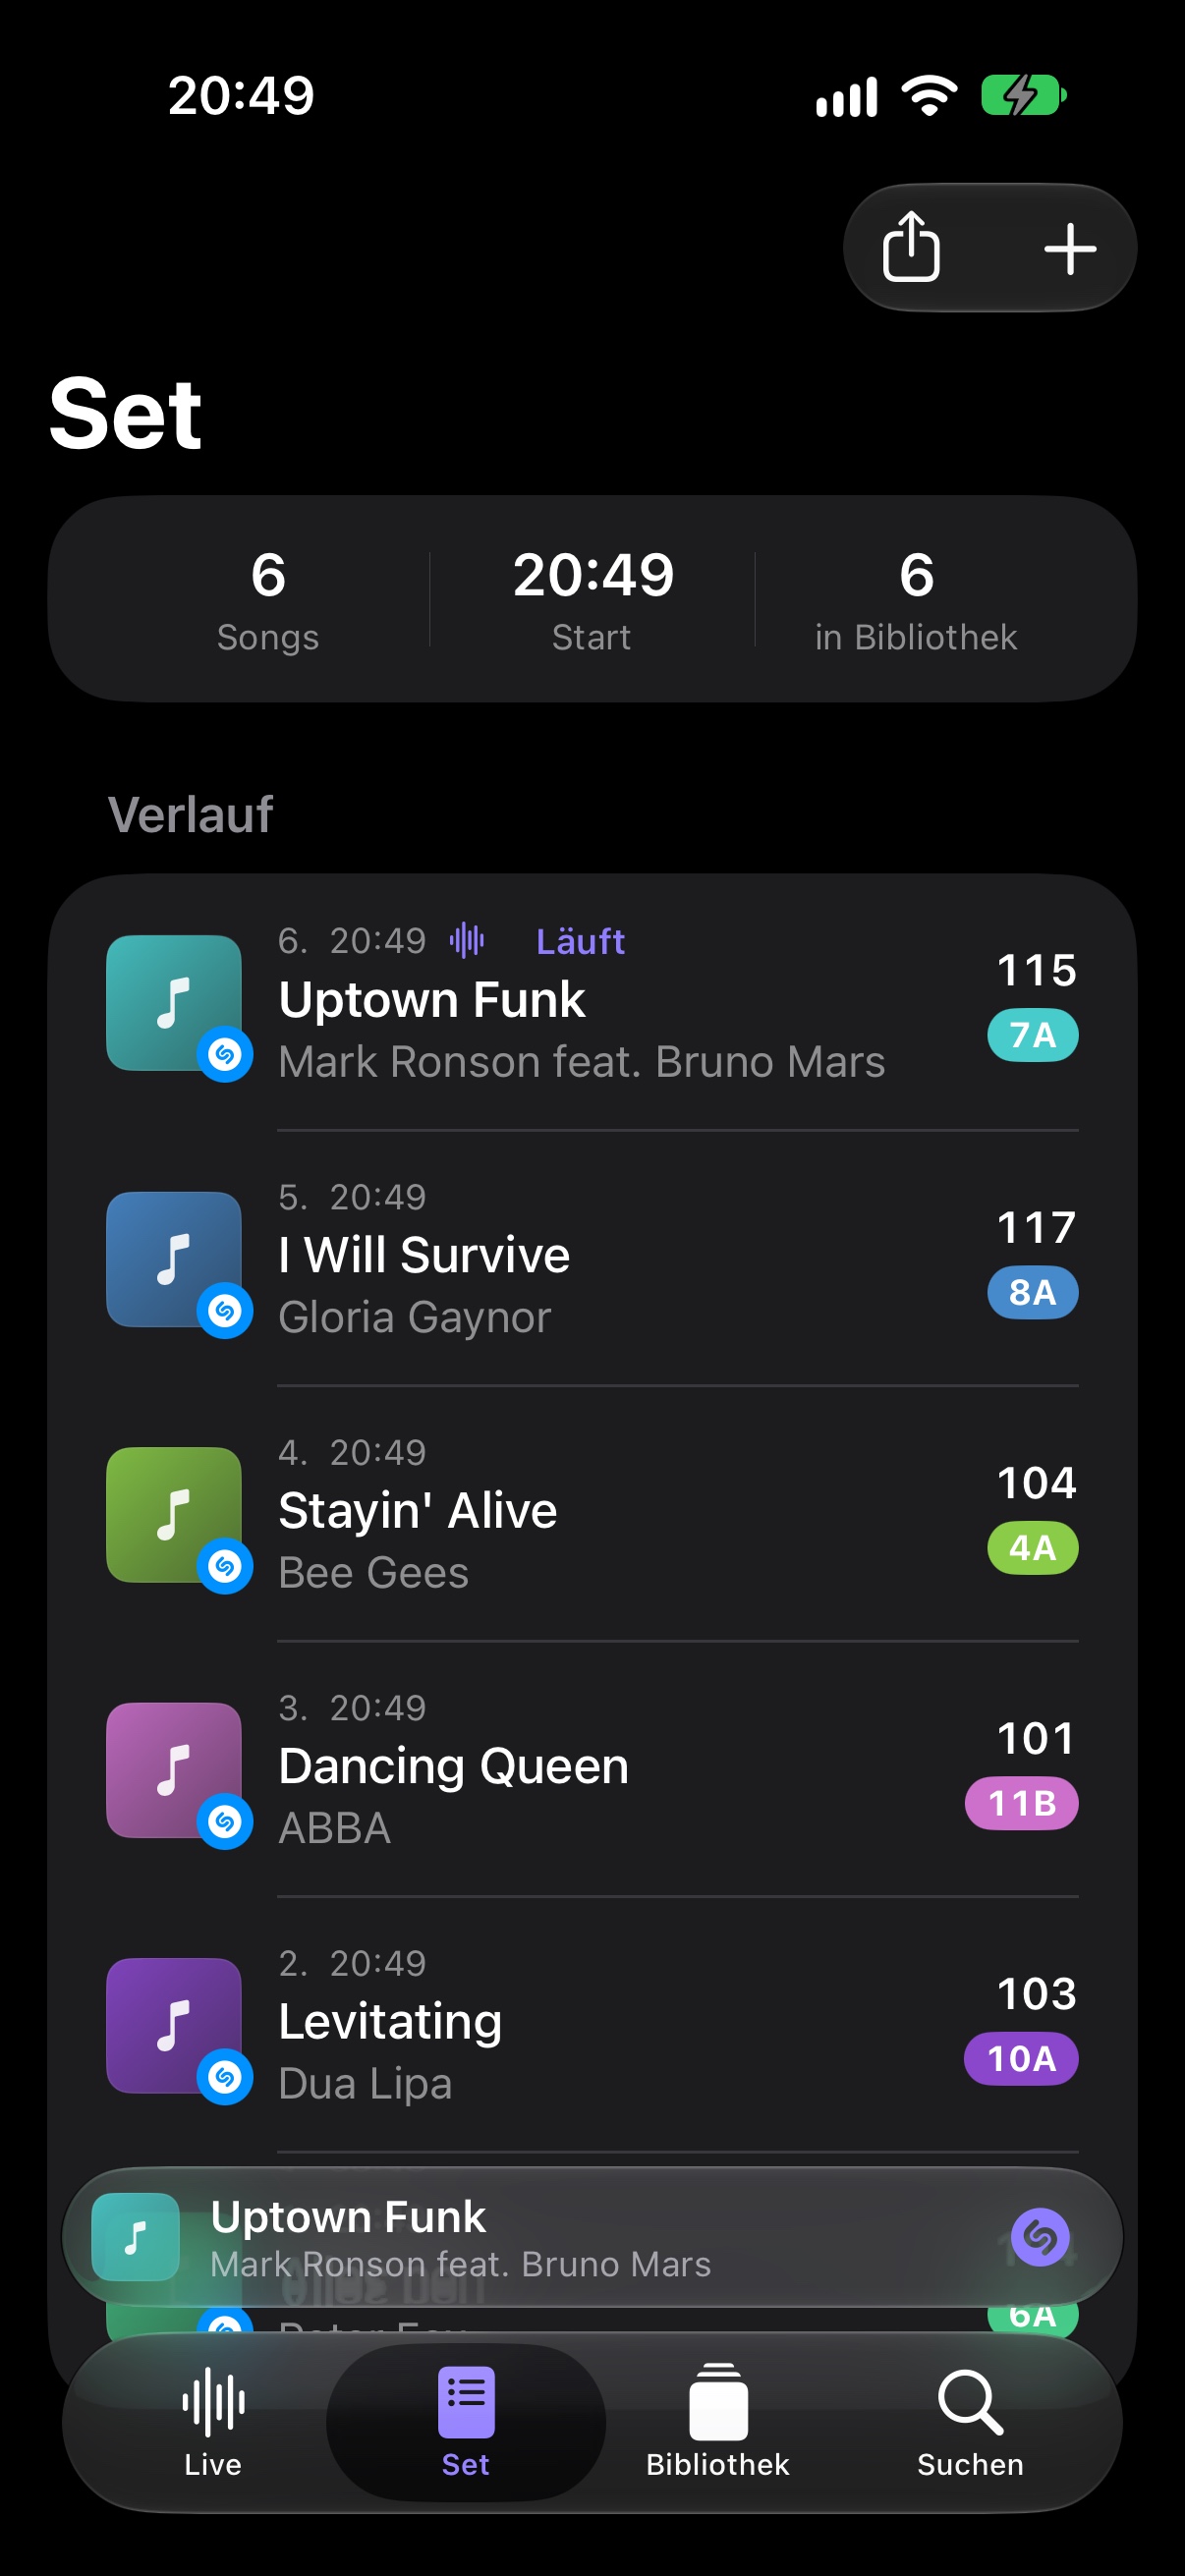 20:49
Set
6
Songs
20:49
Start
6
in Bibliothek
Verlauf
6. 20:49 Läuft
Uptown Funk
Mark Ronson feat. Bruno Mars
115
7A
5. 20:49
I Will Survive
Gloria Gaynor
117
8A
4. 20:49
Stayin' Alive
Bee Gees
104
4A
3. 20:49
Dancing Queen
ABBA
101
11B
2. 20:49
Levitating
Dua Lipa
103
10A
Uptown Funk
Mark Ronson feat. Bruno Mars
6A
Live
Set
Bibliothek
Suchen